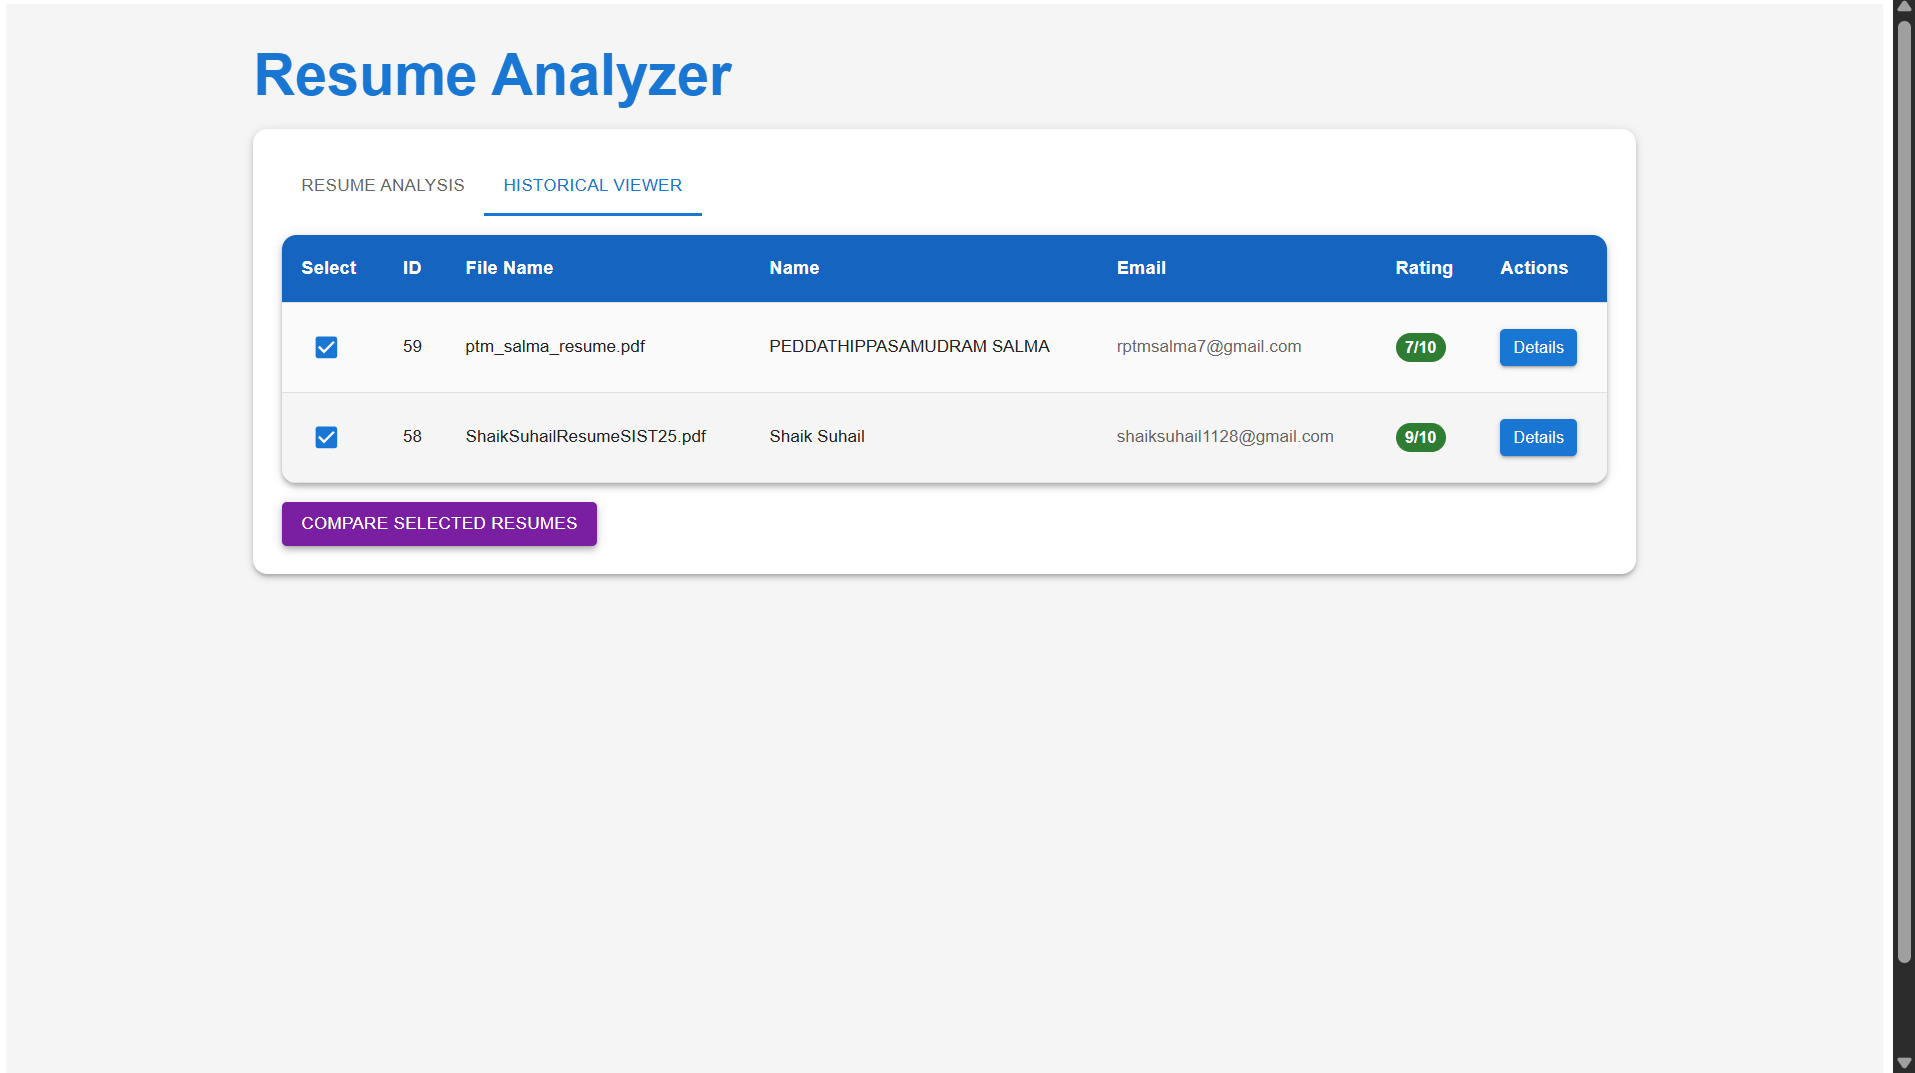 Resume Analyzer
RESUME ANALYSIS HISTORICAL VIEWER
Select ID File Name Name Email Rating Actions
59 ptm_salma_resume.pdf PEDDATHIPPASAMUDRAM SALMA rptmsalma7@gmail.com 7/10 Details
58 ShaikSuhailResumeSIST25.pdf Shaik Suhail shaiksuhail1128@gmail.com 9/10 Details
COMPARE SELECTED RESUMES